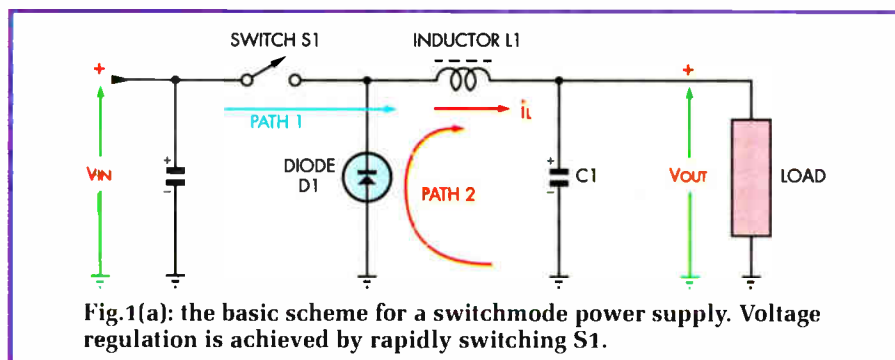 SWITCH S1
INDUCTOR L1
+
+
PATH 1
iL
VIN
+
−
DIODE
D1
PATH 2
+
−
C1
VOUT
LOAD
Fig.1(a): the basic scheme for a switchmode power supply. Voltage
regulation is achieved by rapidly switching S1.